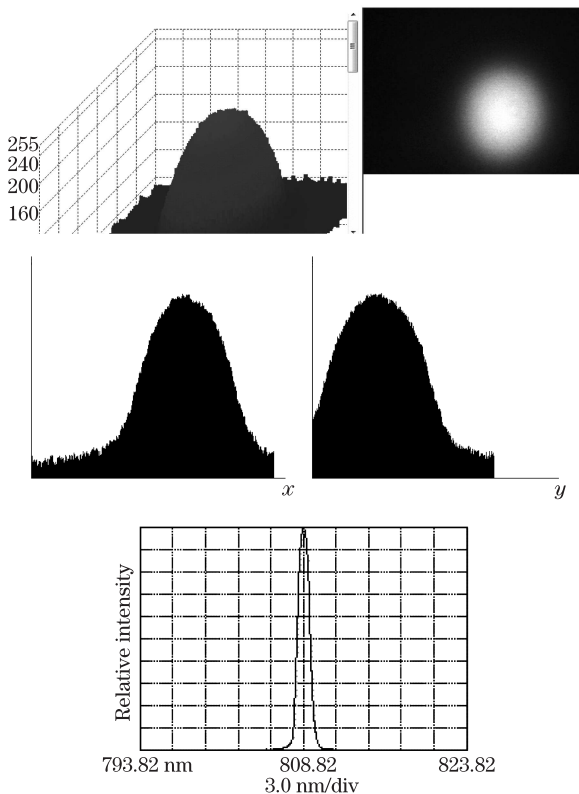 255
240
200
160
x
y
Relative intensity
793.82 nm
808.82
823.82
3.0 nm/div